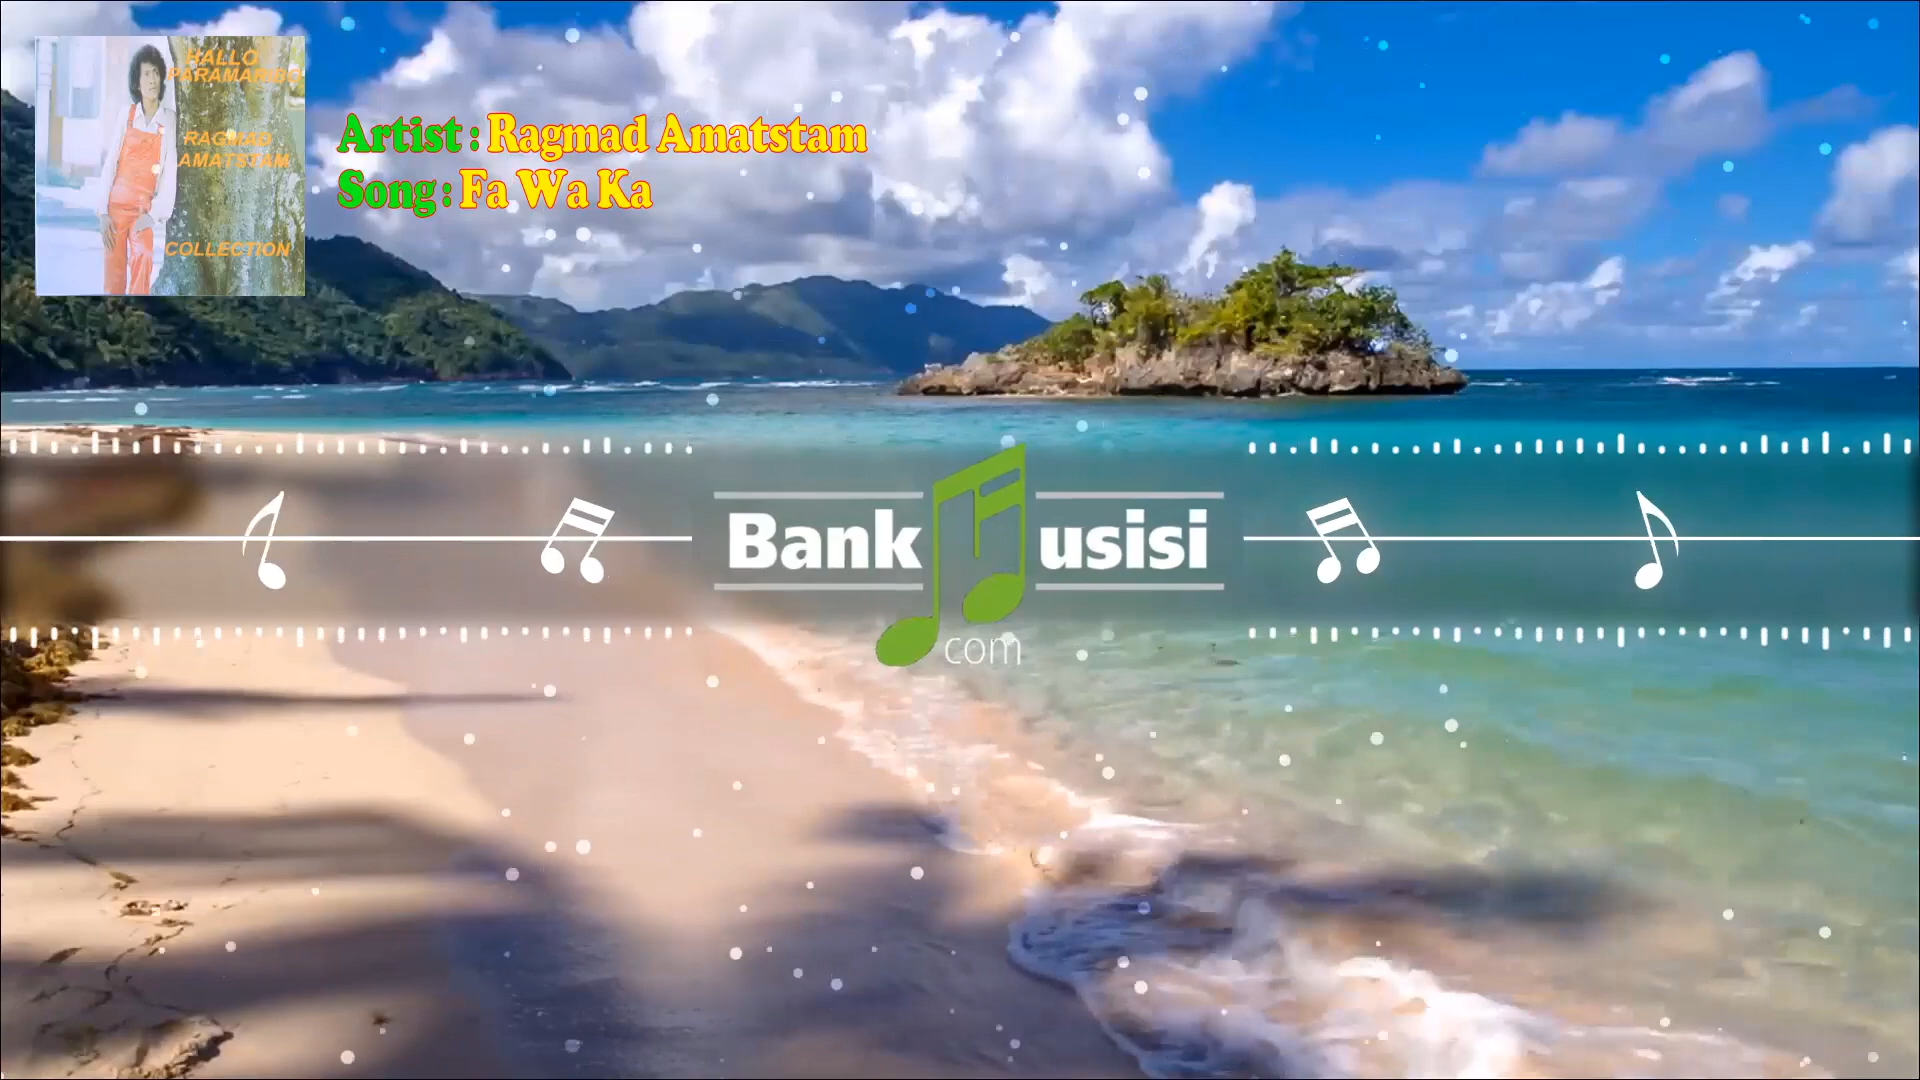 HALLO
PARAMARIBO
RAGMAD
AMATSTAM
COLLECTION
Artist : Ragmad Amatstam
Song : Fa Wa Ka
Bank usisi
com